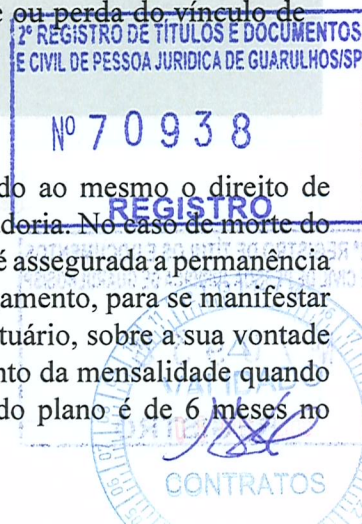 e ou perda do vínculo de
2º REGISTRO DE TÍTULOS E DOCUMENTOS
E CIVIL DE PESSOA JURIDICA DE GUARULHOS/SP
Nº 70938
do ao mesmo o direito de
REGISTRO
doria. No caso de morte do
é assegurada a permanência
amento, para se manifestar
tuário, sobre a sua vontade
nto da mensalidade quando
do plano é de 6 meses no
CONTRATOS